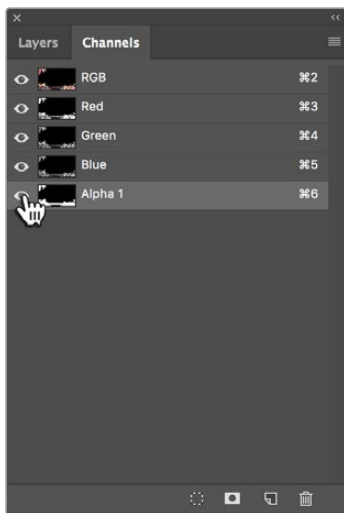 Layers Channels
RGB ⌘2
Red ⌘3
Green ⌘4
Blue ⌘5
Alpha 1 ⌘6